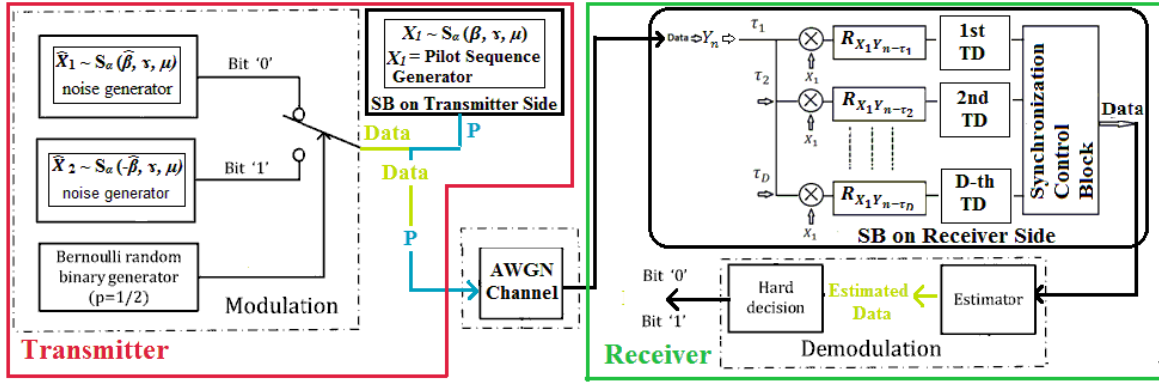 X̂₁ ~ Sα (β̂, ɤ, μ)
noise generator
Bit '0'
X̂ ₂ ~ Sα (-β̂, ɤ, μ)
noise generator
Bit '1'
Bernoulli random
binary generator
(p=1/2)
Modulation
Transmitter
X₁ ~ Sα (β, ɤ, μ)
X₁ = Pilot Sequence
Generator
SB on Transmitter Side
Data
P
Data
P
AWGN
Channel
Data ⇨Yₙ ⇨
τ₁
X₁
R X₁Yₙ₋τ₁
1st
TD
τ₂
X₁
R X₁Yₙ₋τ₂
2nd
TD
τD
X₁
R X₁Yₙ₋τD
D-th
TD
Synchronization
Control
Block
Data
SB on Receiver Side
Bit '0'
Bit '1'
Hard
decision
Estimated
Data
Estimator
Demodulation
Receiver